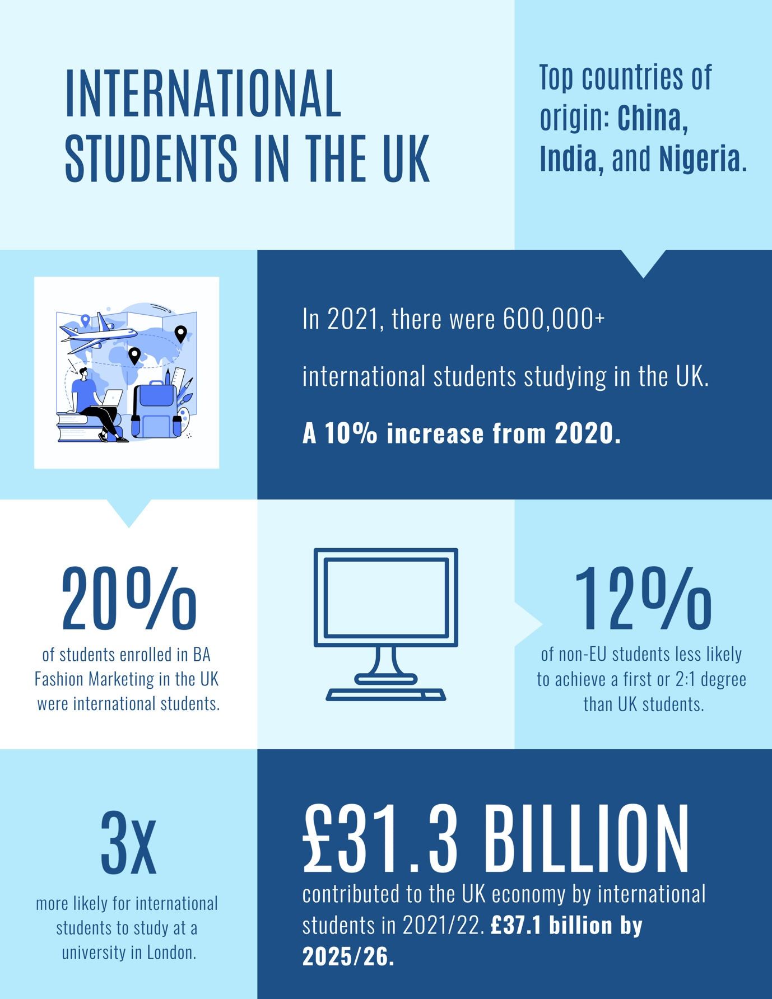 INTERNATIONAL
STUDENTS IN THE UK
Top countries of
origin: China,
India, and Nigeria.
In 2021, there were 600,000+
international students studying in the UK.
A 10% increase from 2020.
20%
of students enrolled in BA
Fashion Marketing in the UK
were international students.
12%
of non-EU students less likely
to achieve a first or 2:1 degree
than UK students.
3x
more likely for international
students to study at a
university in London.
£31.3 BILLION
contributed to the UK economy by international
students in 2021/22. £37.1 billion by
2025/26.